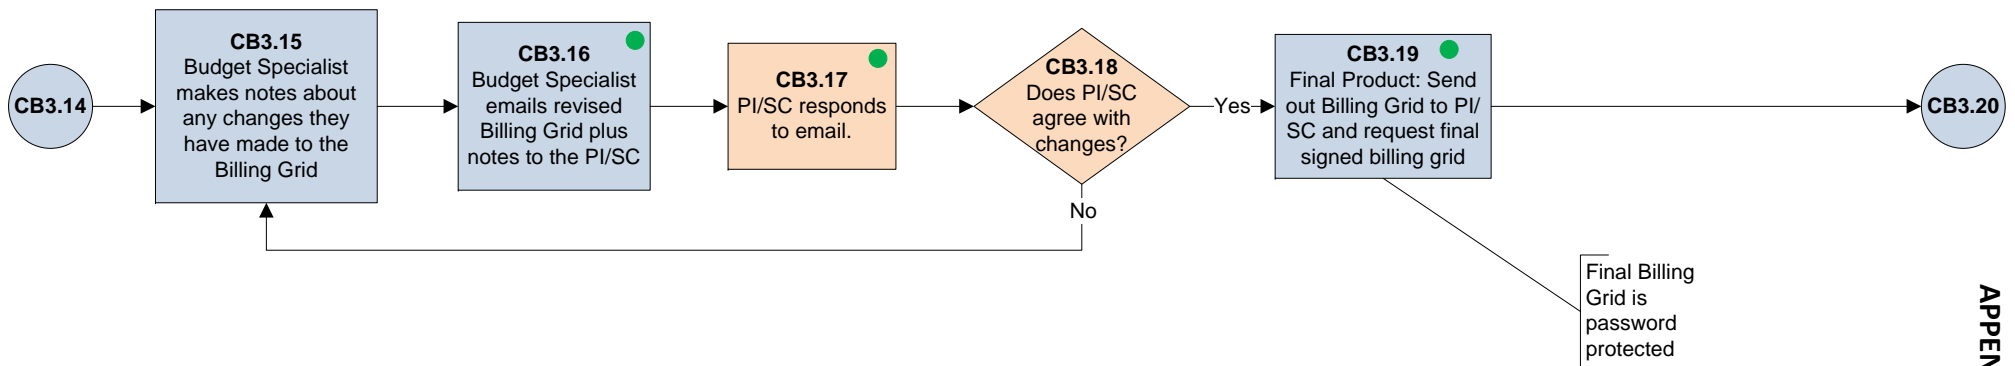 CB3.14
CB3.15
Budget Specialist
makes notes about
any changes they
have made to the
Billing Grid
CB3.16
Budget Specialist
emails revised
Billing Grid plus
notes to the PI/SC
CB3.17
PI/SC responds
to email.
CB3.18
Does PI/SC
agree with
changes?
Yes
No
CB3.19
Final Product: Send
out Billing Grid to PI/
SC and request final
signed billing grid
CB3.20
Final Billing
Grid is
password
protected
APPEN